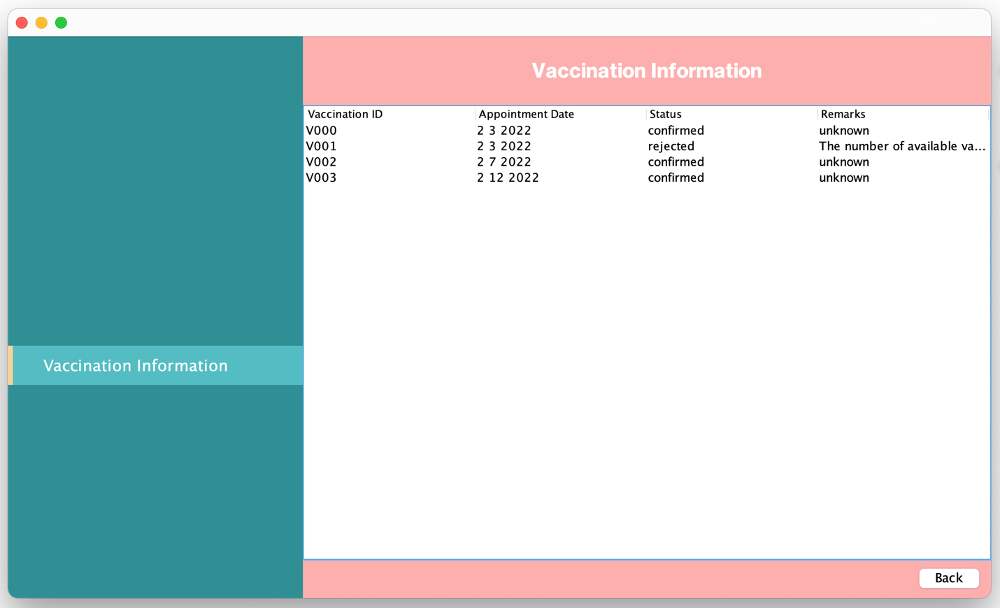 Vaccination Information
Vaccination ID Appointment Date Status Remarks
V000 2 3 2022 confirmed unknown
V001 2 3 2022 rejected The number of available va...
V002 2 7 2022 confirmed unknown
V003 2 12 2022 confirmed unknown
Vaccination Information
Back